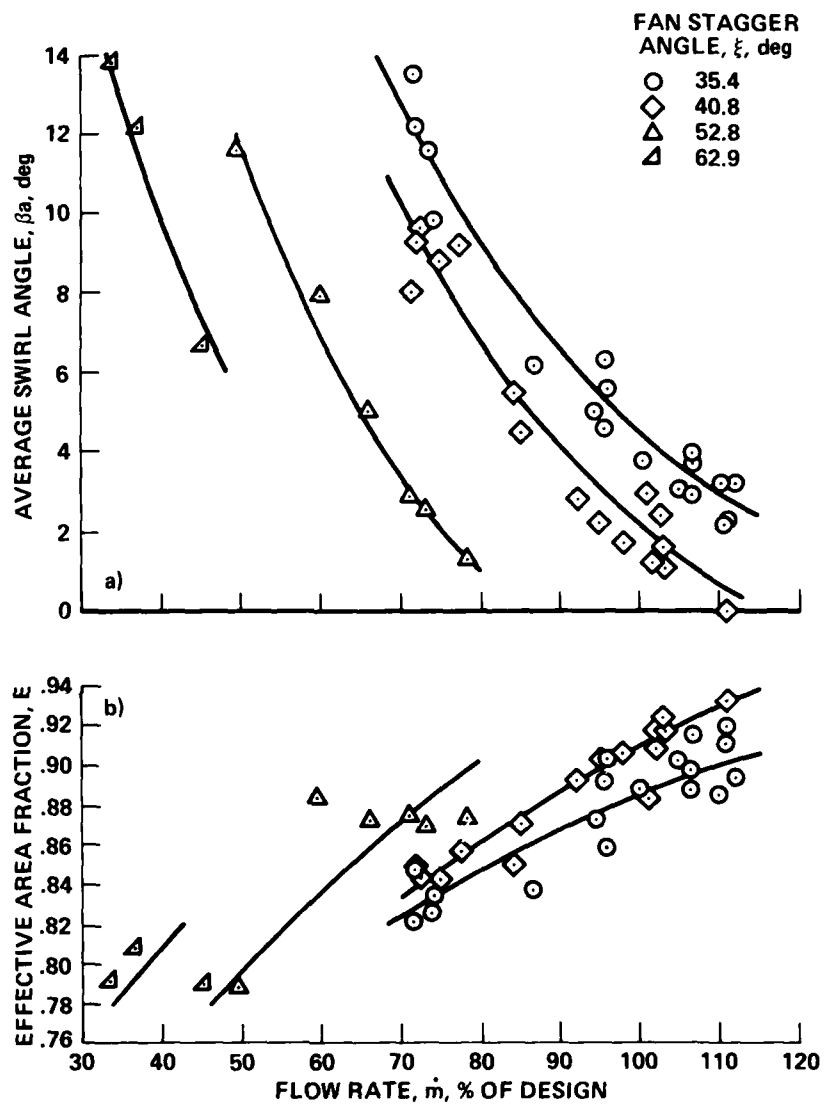 FAN STAGGER
ANGLE, ξ, deg
35.4
40.8
52.8
62.9
14
12
10
8
6
4
2
0
AVERAGE SWIRL ANGLE, βa, deg
a)
.94
.92
.90
.88
.86
.84
.82
.80
.78
.76
EFFECTIVE AREA FRACTION, E
b)
30 40 50 60 70 80 90 100 110 120
FLOW RATE, ṁ, % OF DESIGN